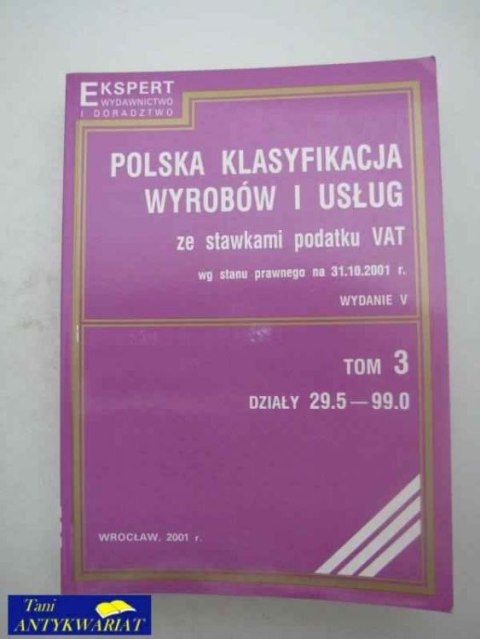 EKSPERT
WYDAWNICTWO
I DORADZTWO
POLSKA KLASYFIKACJA
WYROBÓW I USŁUG
ze stawkami podatku VAT
wg stanu prawnego na 31.10.2001 r.
WYDANIE V
TOM 3
DZIAŁY 29.5—99.0
WROCŁAW, 2001 r.
Tani
ANTYKWARIAT